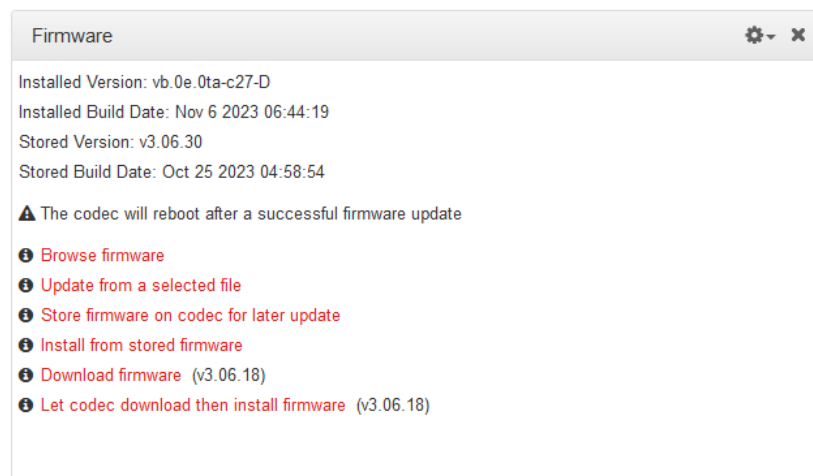 Firmware
Installed Version: vb.0e.0ta-c27-D
Installed Build Date: Nov 6 2023 06:44:19
Stored Version: v3.06.30
Stored Build Date: Oct 25 2023 04:58:54
The codec will reboot after a successful firmware update
Browse firmware
Update from a selected file
Store firmware on codec for later update
Install from stored firmware
Download firmware (v3.06.18)
Let codec download then install firmware (v3.06.18)